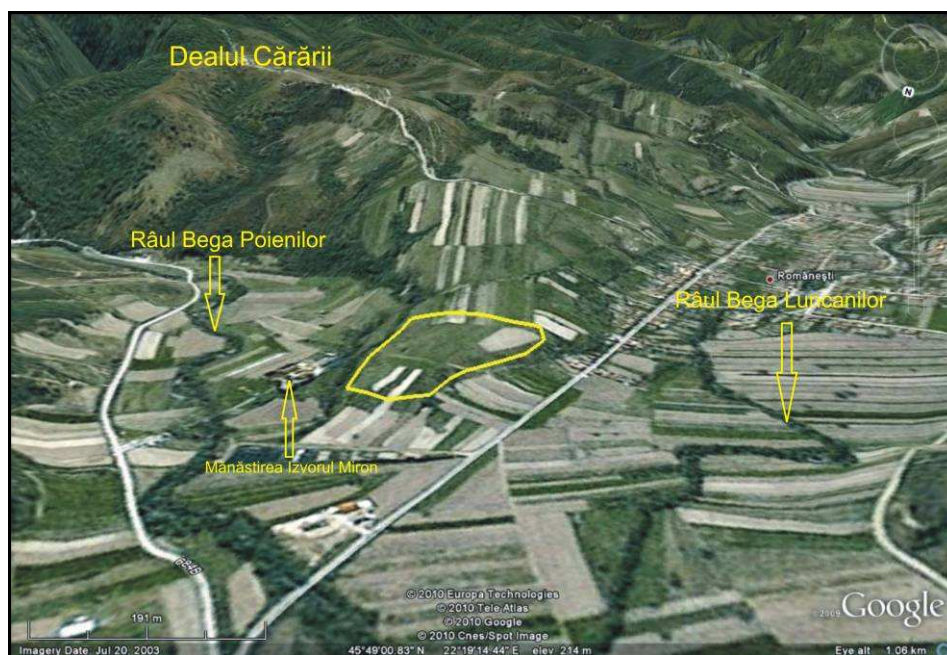 Dealul Cărării
N
Râul Bega Poienilor
Românești
Râul Bega Luncanilor
Mănăstirea Izvorul Miron
684B
© 2010 Europa Technologies
© 2010 Tele Atlas
© 2010 Google
© 2010 Cnes/Spot Image
©2009 Google
191 m
Imagery Date: Jul 20, 2003
45°49'00.83" N 22°19'14.44" E elev 214 m
Eye alt 1.06 km